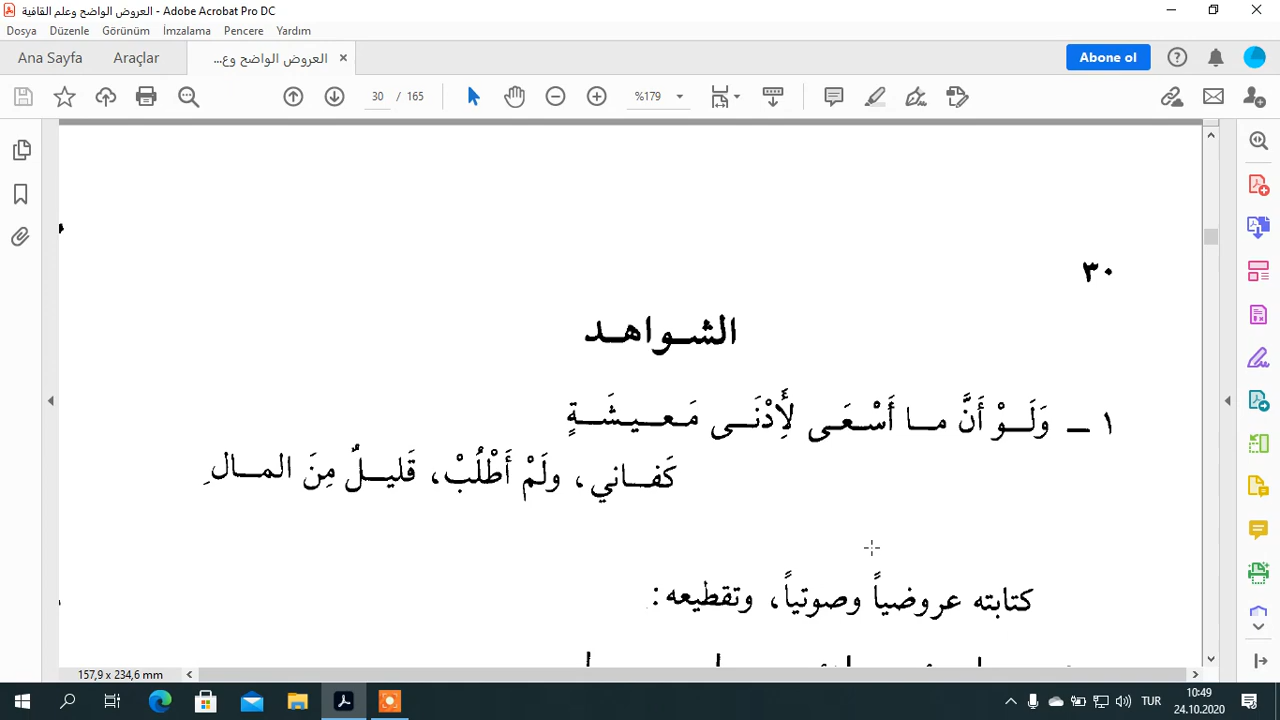 العروض الواضح وعلم القافية - Adobe Acrobat Pro DC
Dosya Düzenle Görünüm İmzalama Pencere Yardım
Ana Sayfa Araçlar العروض الواضح وع... Abone ol
30 / 165 %179
٣٠
الشـواهـد
١ ـ وَلَـوْ أَنَّ مـا أَسْـعَـى لِأَدْنَـى مَـعـيـشَـةٍ
كَفـاني، ولَمْ أَطْلُبْ، قَليـلٌ مِنَ المـالِ
كتابته عروضياً وصوتياً، وتقطيعه:
157,9 x 234,6 mm
TUR
10:49
24.10.2020